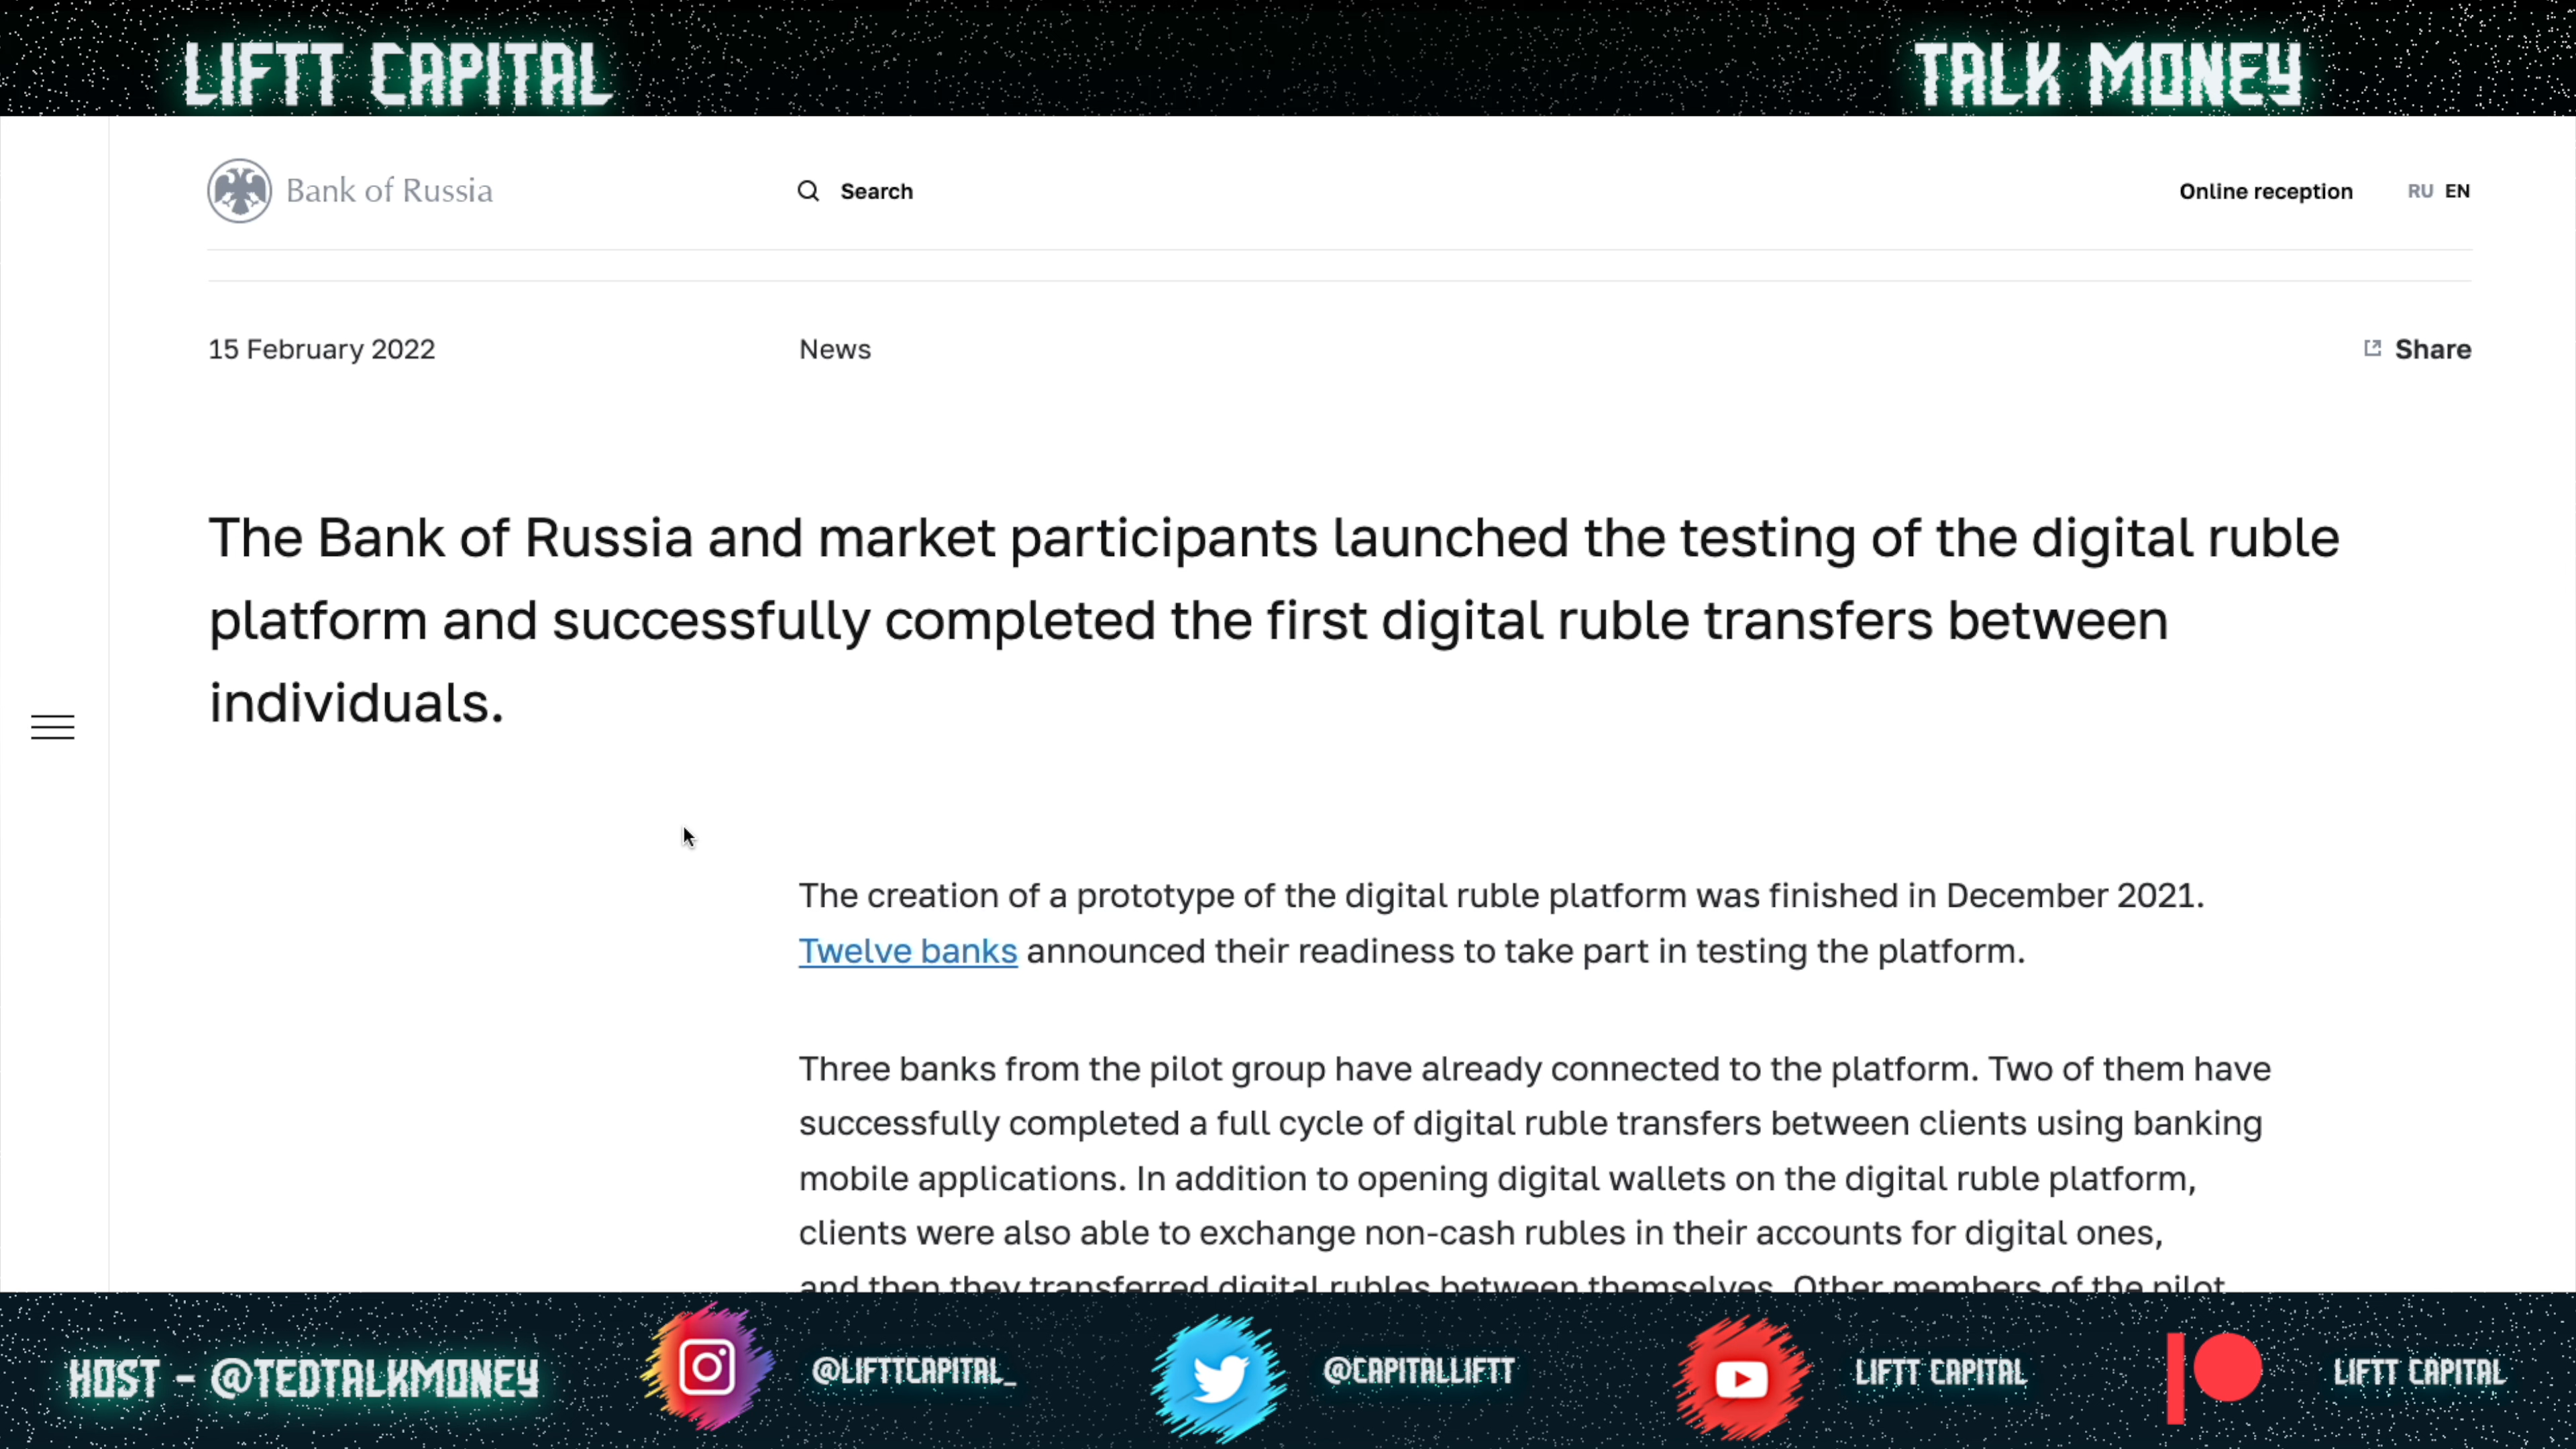 LIFTT CAPITAL
TALK MONEY
Bank of Russia
Search
Online reception
RU EN
15 February 2022
News
Share
The Bank of Russia and market participants launched the testing of the digital ruble
platform and successfully completed the first digital ruble transfers between
individuals.
The creation of a prototype of the digital ruble platform was finished in December 2021.
Twelve banks announced their readiness to take part in testing the platform.
Three banks from the pilot group have already connected to the platform. Two of them have
successfully completed a full cycle of digital ruble transfers between clients using banking
mobile applications. In addition to opening digital wallets on the digital ruble platform,
clients were also able to exchange non-cash rubles in their accounts for digital ones,
and then they transferred digital rubles between themselves. Other members of the pilot
HOST - @TEDTALKMONEY
@LIFTTCAPITAL_
@CAPITALLIFTT
LIFTT CAPITAL
LIFTT CAPITAL